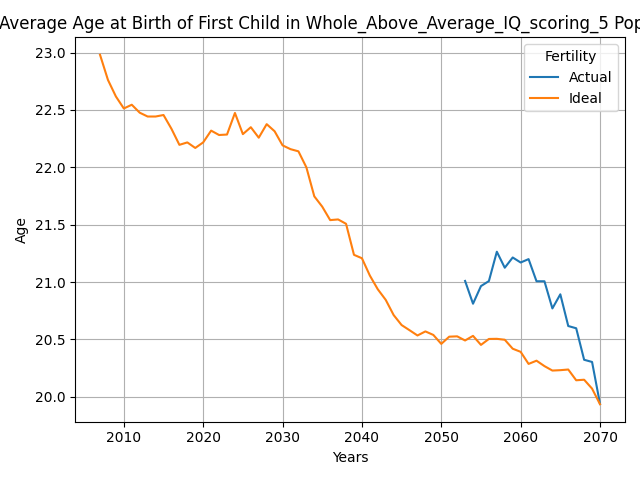 Average Age at Birth of First Child in Whole_Above_Average_IQ_scoring_5 Pop
23.0
22.5
22.0
21.5
21.0
20.5
20.0
Age
Fertility
Actual
Ideal
2010 2020 2030 2040 2050 2060 2070
Years